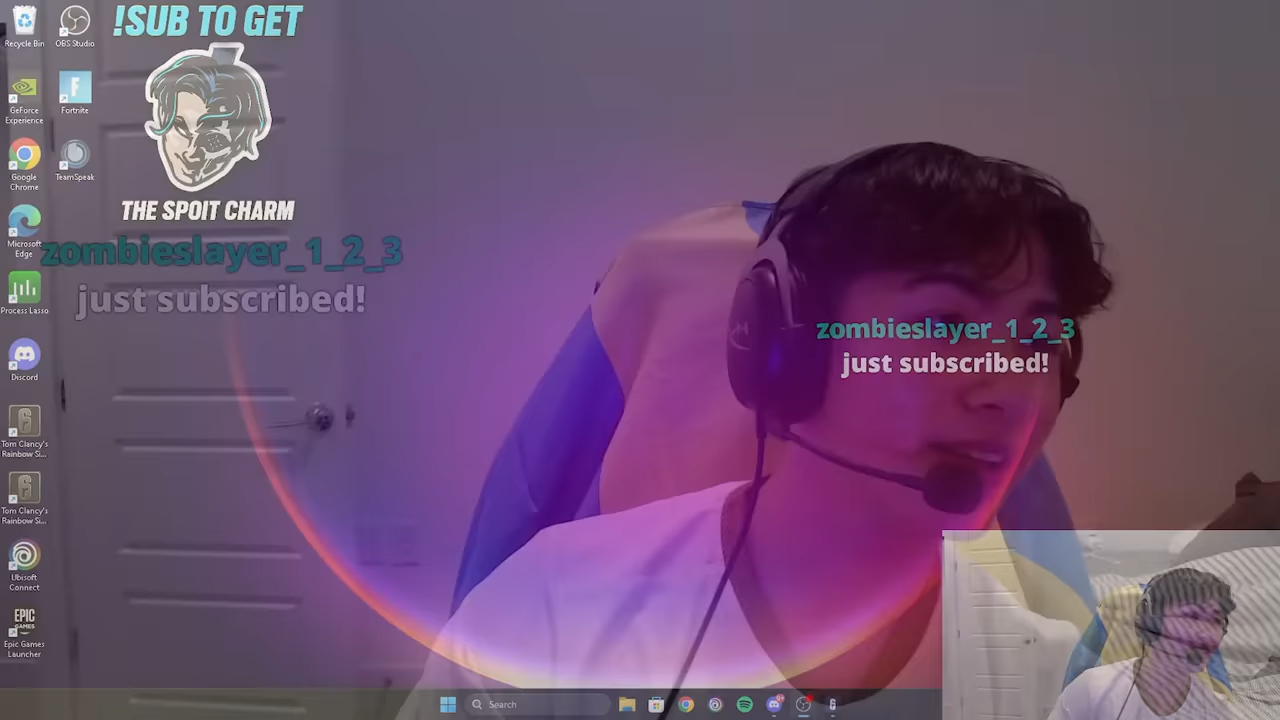 !SUB TO GET
THE SPOIT CHARM
zombieslayer_1_2_3
just subscribed!
zombieslayer_1_2_3
just subscribed!
Recycle Bin
OBS Studio
GeForce
Experience
Fortnite
Google
Chrome
TeamSpeak
Microsoft
Edge
Process Lasso
Discord
Tom Clancy's
Rainbow Si...
Tom Clancy's
Rainbow Si...
Ubisoft
Connect
EPIC
GAMES
Epic Games
Launcher
Search